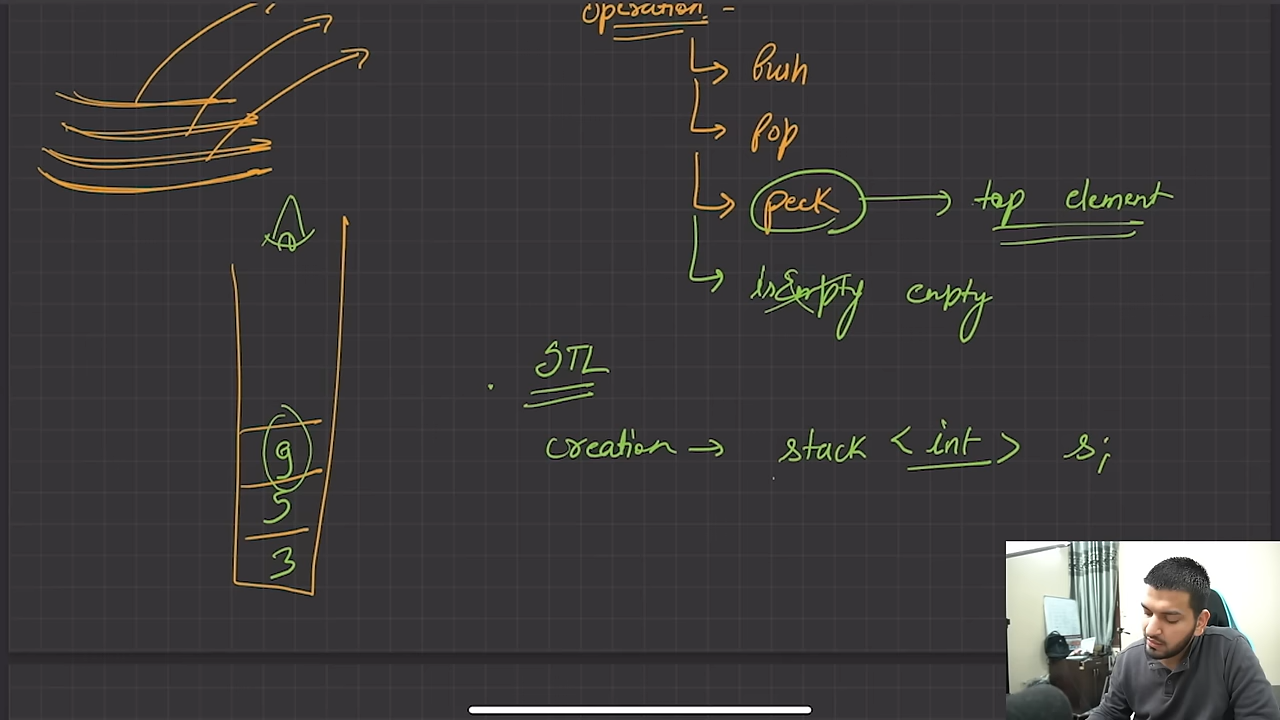 operation :-
Push
Pop
peek → top element
isEmpty empty
STL
creation → stack <int> s;
9
5
3